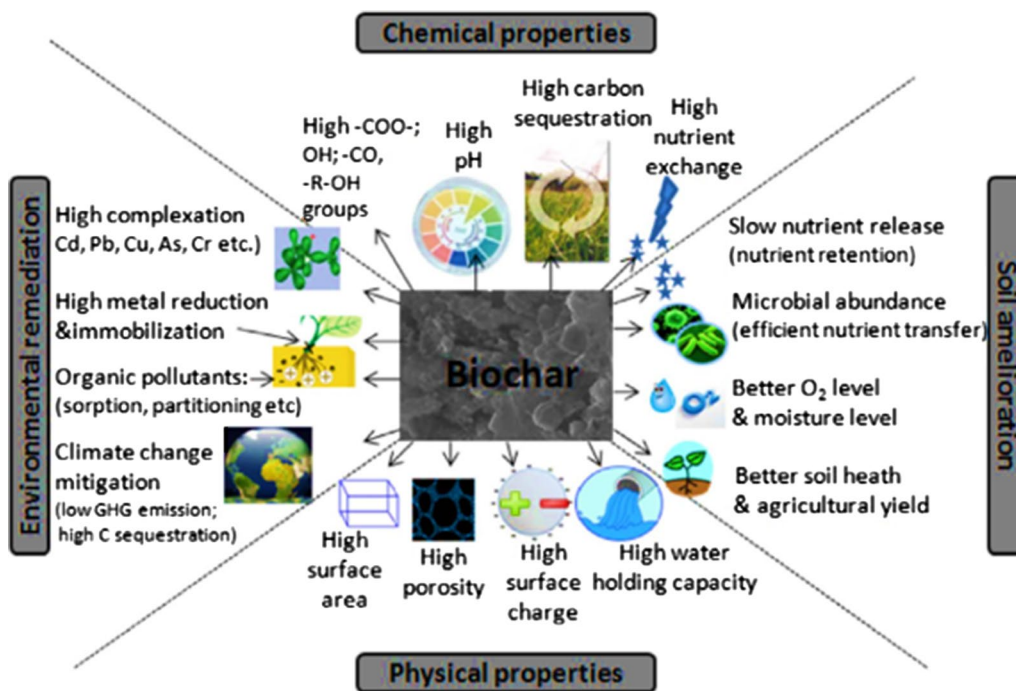 Chemical properties
High -COO-;
OH; -CO,
-R-OH
groups
High
pH
High carbon
sequestration
High
nutrient
exchange
Environmental remediation
High complexation
Cd, Pb, Cu, As, Cr etc.)
High metal reduction
&immobilization
Organic pollutants:
(sorption, partitioning etc)
Climate change
mitigation
(low GHG emission;
high C sequestration)
Biochar
Slow nutrient release
(nutrient retention)
Microbial abundance
(efficient nutrient transfer)
Better O₂ level
& moisture level
Better soil heath
& agricultural yield
Soil amelioration
High
surface
area
High
porosity
High
surface
charge
High water
holding capacity
Physical properties